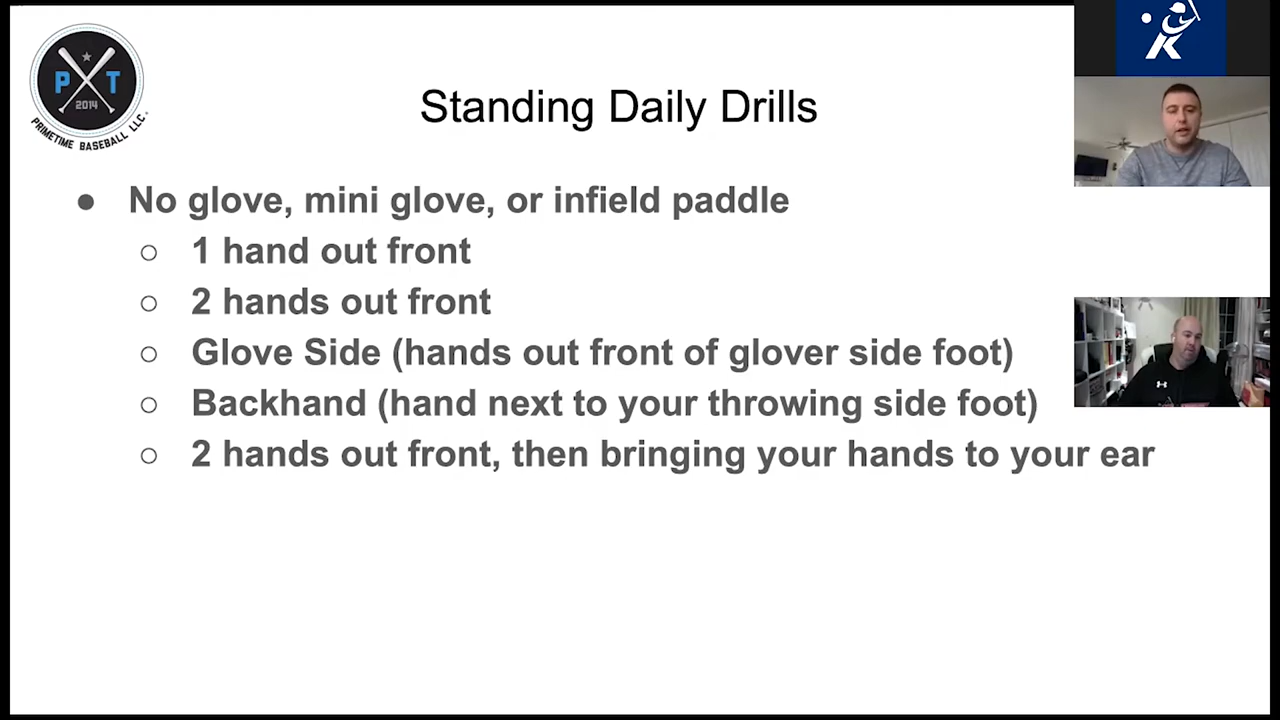 P T
2014
PRIMETIME BASEBALL LLC.
Standing Daily Drills
● No glove, mini glove, or infield paddle
○ 1 hand out front
○ 2 hands out front
○ Glove Side (hands out front of glover side foot)
○ Backhand (hand next to your throwing side foot)
○ 2 hands out front, then bringing your hands to your ear
K